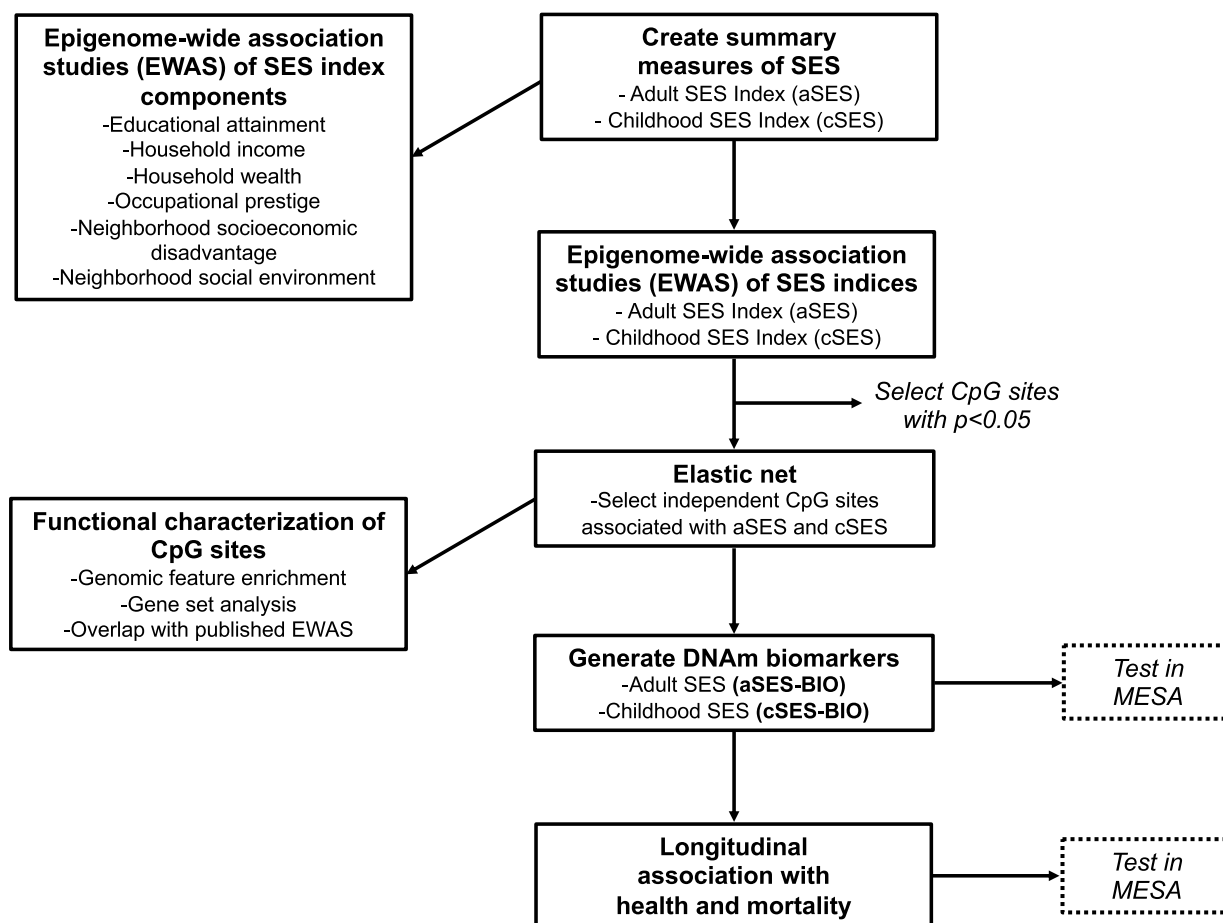 Epigenome-wide association
studies (EWAS) of SES index
components
-Educational attainment
-Household income
-Household wealth
-Occupational prestige
-Neighborhood socioeconomic
disadvantage
-Neighborhood social environment
Create summary
measures of SES
- Adult SES Index (aSES)
- Childhood SES Index (cSES)
Epigenome-wide association
studies (EWAS) of SES indices
- Adult SES Index (aSES)
- Childhood SES Index (cSES)
Select CpG sites
with p<0.05
Elastic net
-Select independent CpG sites
associated with aSES and cSES
Functional characterization of
CpG sites
-Genomic feature enrichment
-Gene set analysis
-Overlap with published EWAS
Generate DNAm biomarkers
-Adult SES (aSES-BIO)
-Childhood SES (cSES-BIO)
Test in
MESA
Longitudinal
association with
health and mortality
Test in
MESA